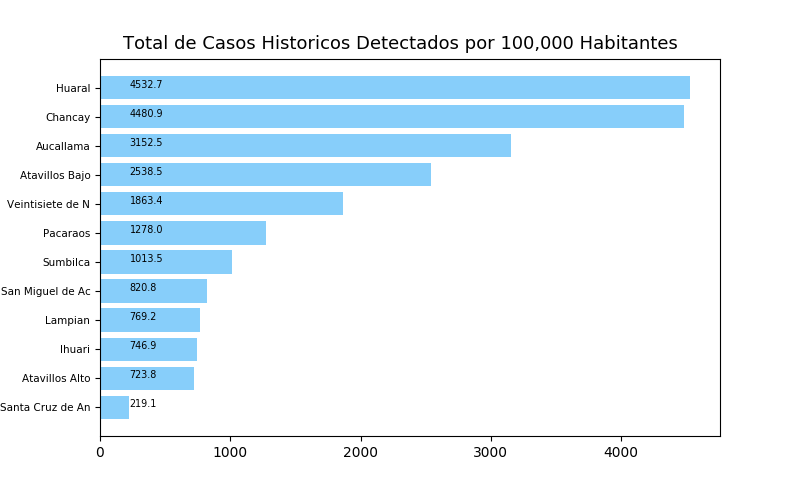 Total de Casos Historicos Detectados por 100,000 Habitantes
Huaral 4532.7
Chancay 4480.9
Aucallama 3152.5
Atavillos Bajo 2538.5
Veintisiete de N 1863.4
Pacaraos 1278.0
Sumbilca 1013.5
San Miguel de Ac 820.8
Lampian 769.2
Ihuari 746.9
Atavillos Alto 723.8
Santa Cruz de An 219.1
0 1000 2000 3000 4000